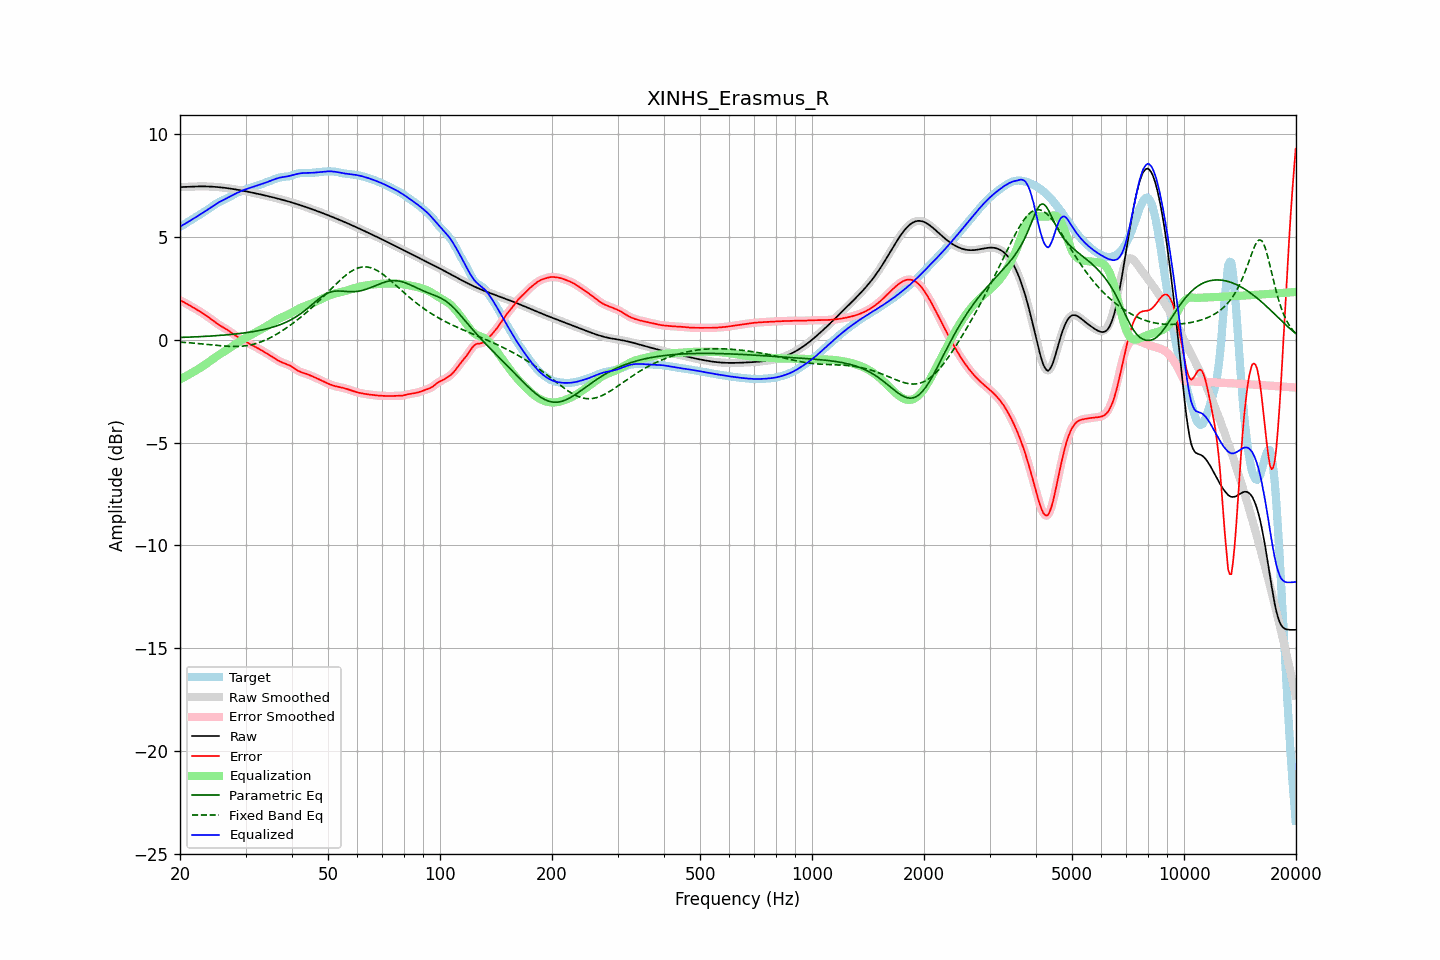 XINHS_Erasmus_R
Amplitude (dBr)
10
5
0
−5
−10
−15
−20
−25
Target
Raw Smoothed
Error Smoothed
Raw
Error
Equalization
Parametric Eq
Fixed Band Eq
Equalized
20 50 100 200 500 1000 2000 5000 10000 20000
Frequency (Hz)